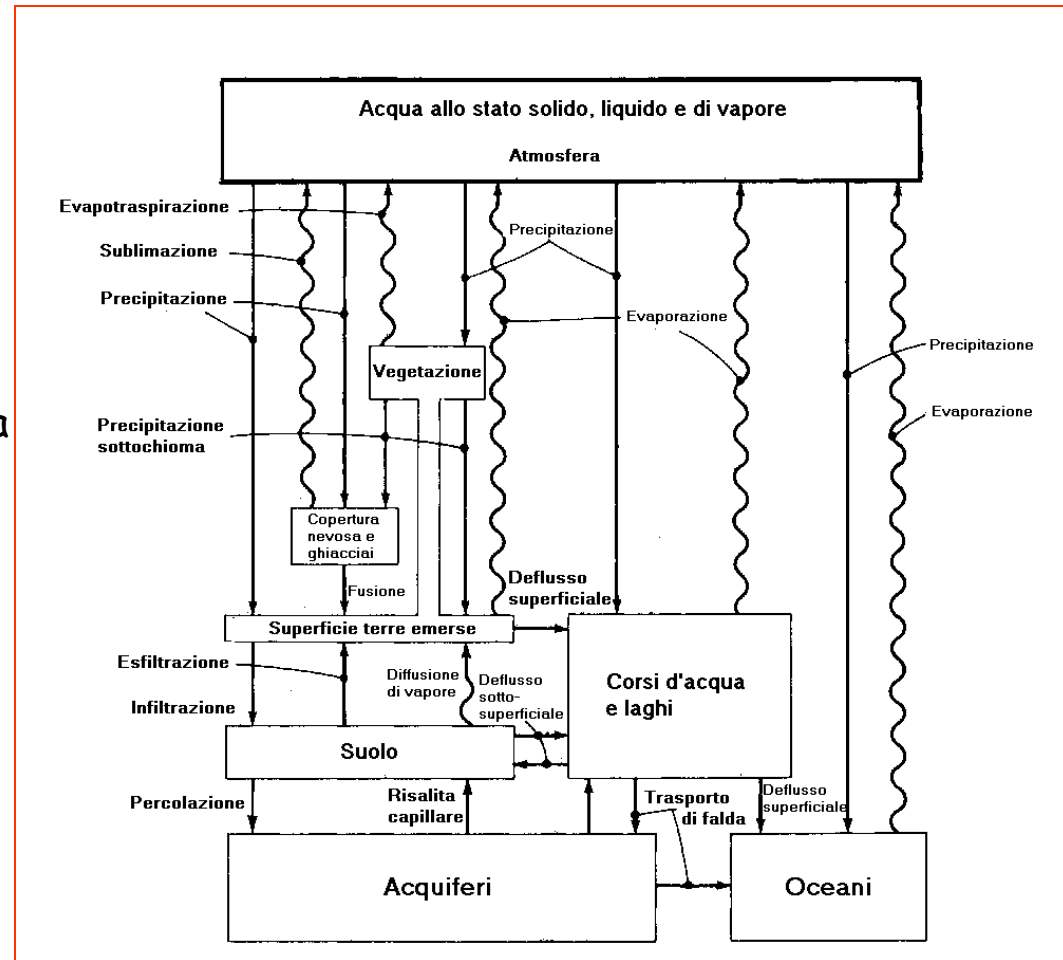 Acqua allo stato solido, liquido e di vapore
Atmosfera
Evapotraspirazione
Sublimazione
Precipitazione
Precipitazione
Evaporazione
Precipitazione
Evaporazione
Vegetazione
Precipitazione
sottochioma
a
Copertura
nevosa e
ghiacciai
Fusione
Deflusso
superficiale
Superficie terre emerse
Esfiltrazione
Infiltrazione
Diffusione
di vapore
Deflusso
sotto-
superficiale
Corsi d'acqua
e laghi
Suolo
Percolazione
Risalita
capillare
Trasporto
di falda
Deflusso
superficiale
Acquiferi
Oceani